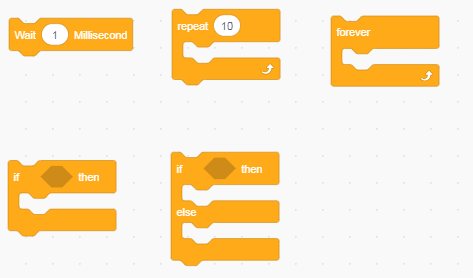 Wait 1 Millisecond
repeat 10
forever
if then
if then
else